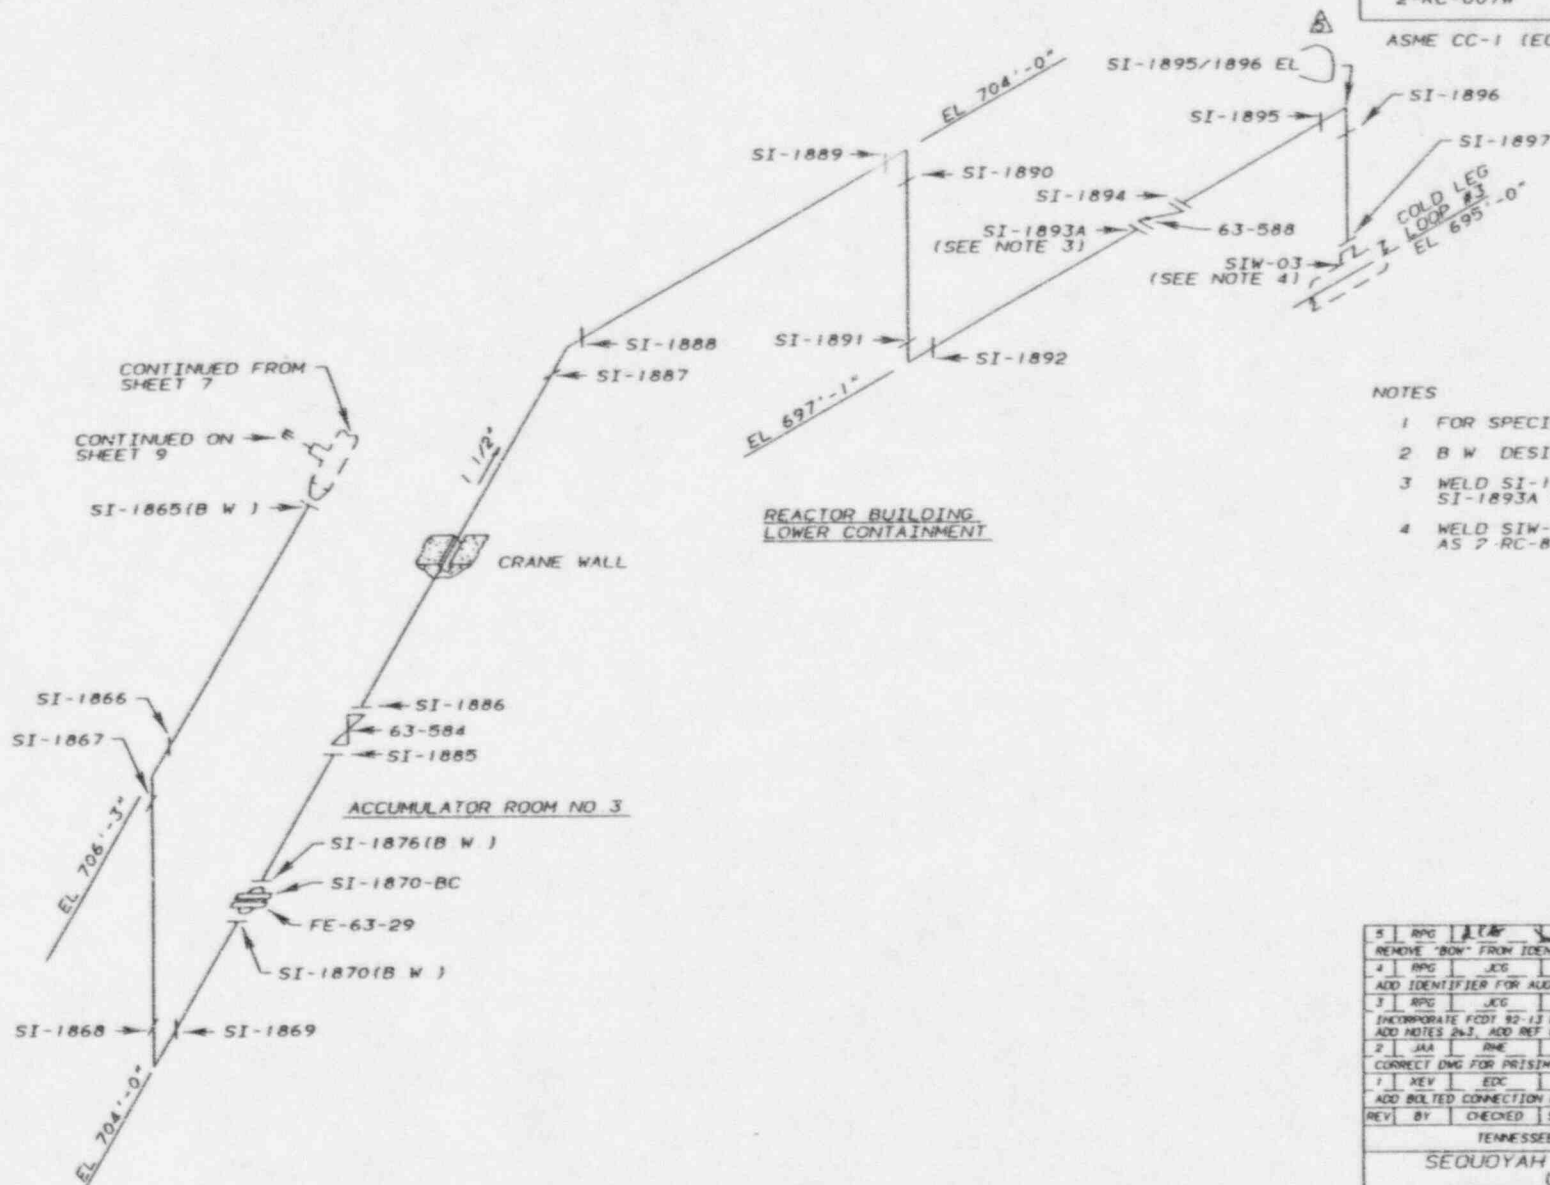 2-RC-007W
ASME CC-1 (EQ
5
SI-1895/1896 EL
EL 704'-0"
SI-1896
SI-1895
SI-1897
SI-1889
SI-1890
SI-1894
COLD LEG
LOOP #3
EL 695'-0"
SI-1893A
(SEE NOTE 3)
63-588
SIW-03
(SEE NOTE 4)
SI-1888
SI-1891
SI-1892
SI-1887
CONTINUED FROM
SHEET 7
CONTINUED ON
SHEET 9
EL 697'-1"
1 1/2"
SI-1865(B W )
REACTOR BUILDING
LOWER CONTAINMENT
CRANE WALL
NOTES
1 FOR SPECI
2 B W DESI
3 WELD SI-1
SI-1893A
4 WELD SIW-
AS 2-RC-8
SI-1866
SI-1867
SI-1886
63-584
SI-1885
EL 706'-3"
ACCUMULATOR ROOM NO 3
SI-1876(B W )
SI-1870-BC
FE-63-29
SI-1870(B W )
SI-1868
SI-1869
EL 704'-0"
5 RPG
REMOVE "BOW" FROM IDEN
4 RPG JCG
ADD IDENTIFIER FOR AUG
3 RPG JCG
INCORPORATE FCDT 92-13
ADD NOTES 2&3, ADD REF
2 JAA RME
CORRECT DWG FOR PRISIM
1 XEV EDC
ADD BOLTED CONNECTION
REV BY CHECKED
TENNESSEE
SEQUOYAH